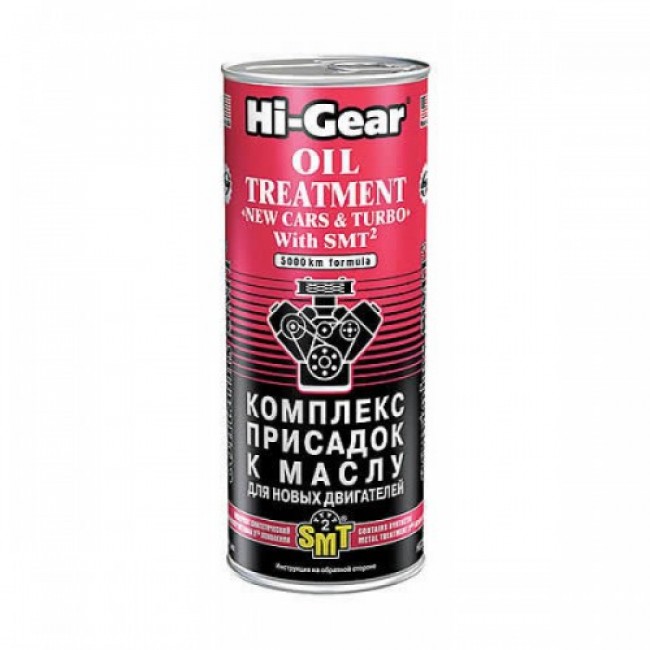 Hi-Gear®
OIL
TREATMENT
«NEW CARS & TURBO»
With SMT²
5000 km formula
КОМПЛЕКС
ПРИСАДОК
К МАСЛУ
ДЛЯ НОВЫХ ДВИГАТЕЛЕЙ
2
SMT®
CONTAINS SYNTHETIC
METAL TREATMENT
Инструкция на обратной стороне